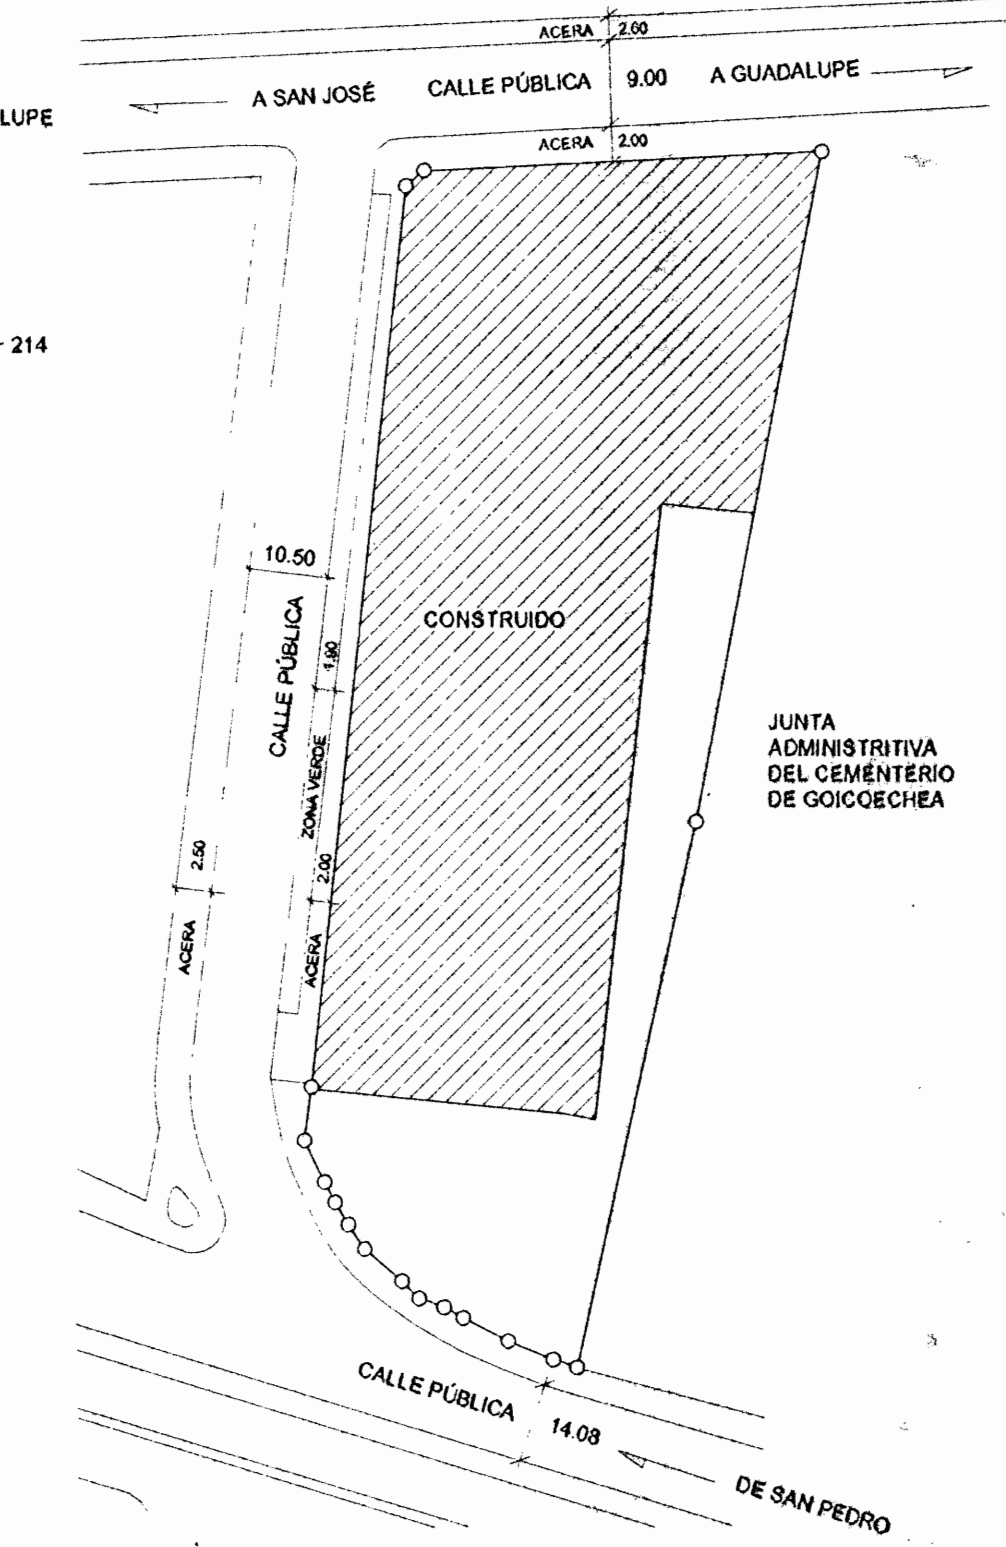 ACERA 2.60
A SAN JOSÉ CALLE PÚBLICA 9.00 A GUADALUPE
LUPE
ACERA 2.00
214
10.50
CONSTRUIDO
CALLE PÚBLICA
1.90
ZONA VERDE
JUNTA
ADMINISTRITIVA
DEL CEMENTERIO
DE GOICOECHEA
2.50
2.00
ACERA
ACERA
CALLE PÚBLICA 14.08
DE SAN PEDRO